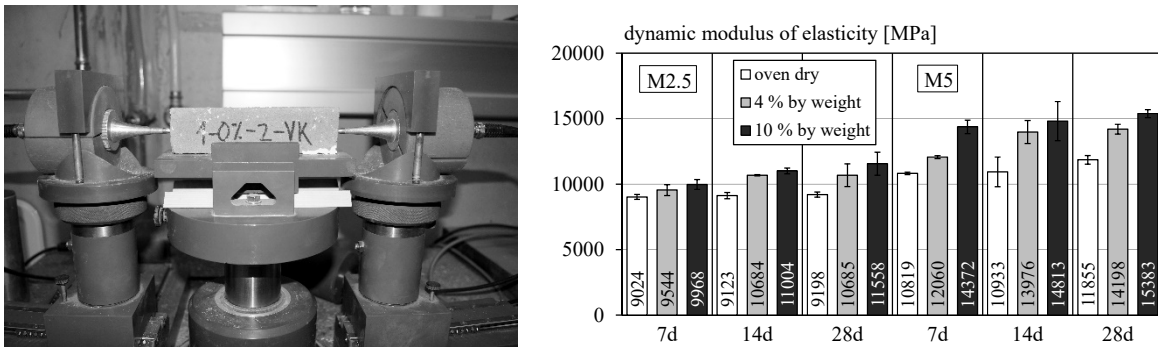 1-0%-2-VK
dynamic modulus of elasticity [MPa]
20000
15000
10000
5000
0
M2.5
oven dry
4 % by weight
10 % by weight
M5
9024
9544
9968
9123
10684
11004
9198
10685
11558
10819
12060
14372
10933
13976
14813
11855
14198
15383
7d
14d
28d
7d
14d
28d